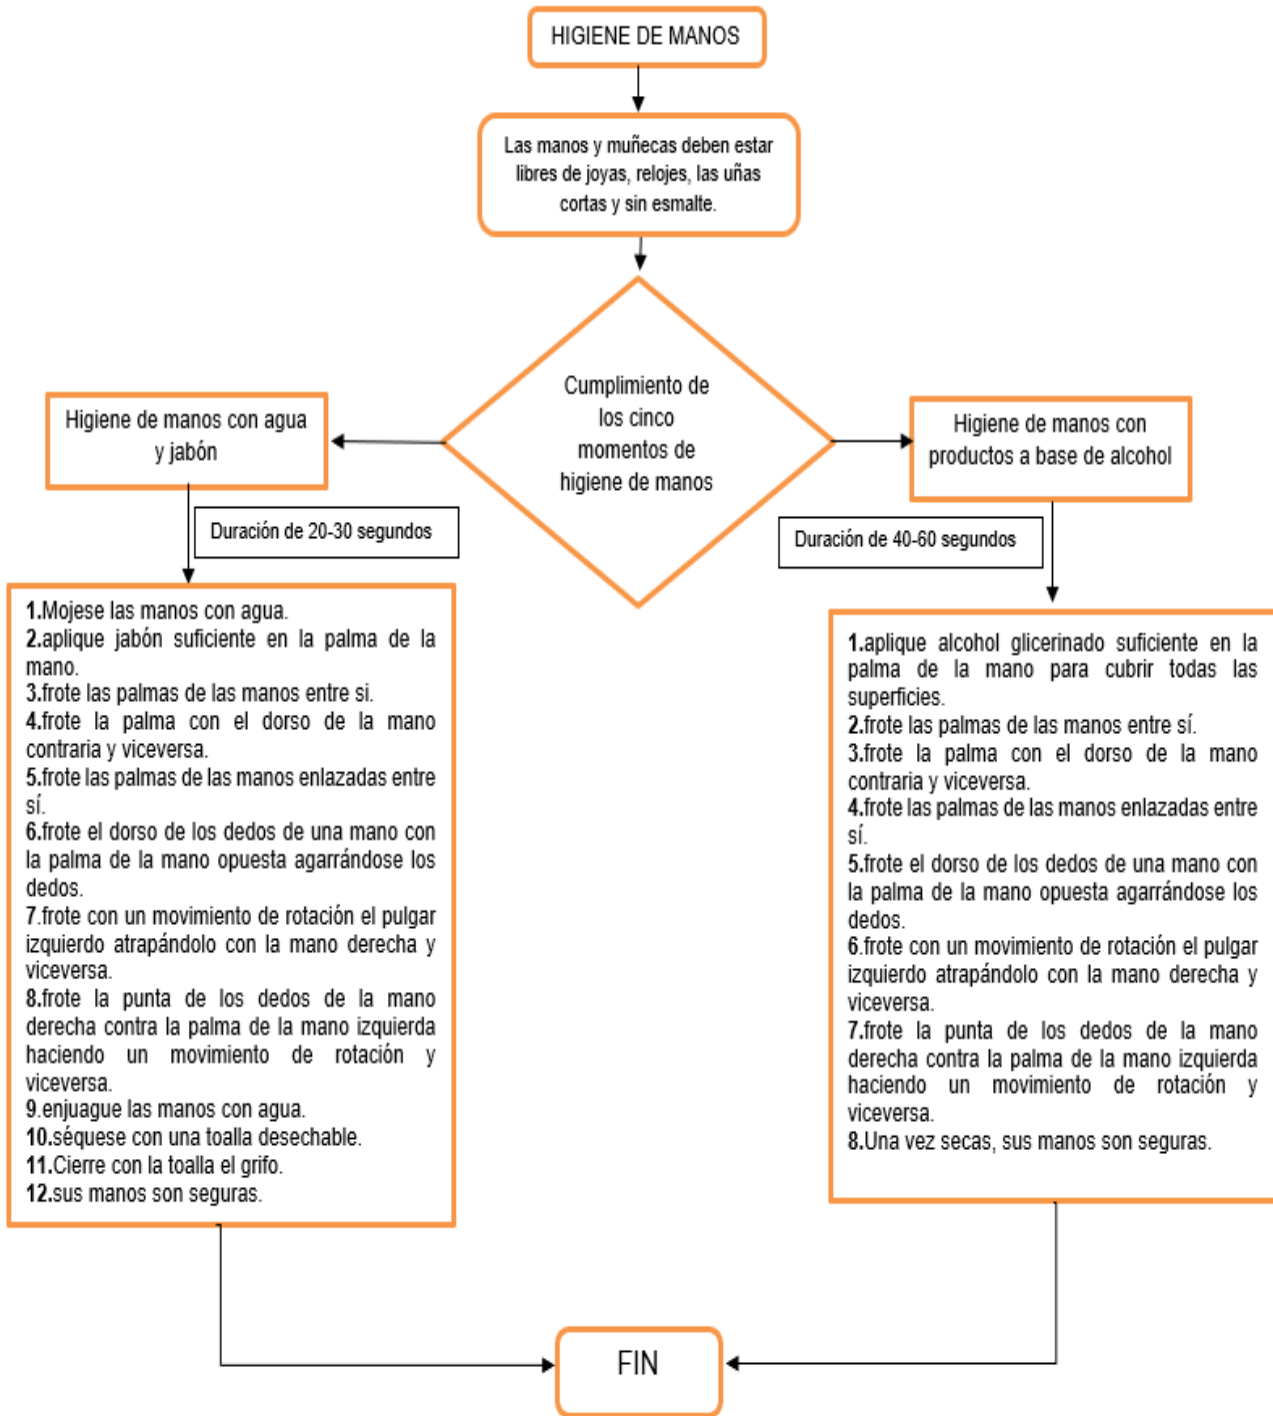 HIGIENE DE MANOS
Las manos y muñecas deben estar
libres de joyas, relojes, las uñas
cortas y sin esmalte.
Cumplimiento de
los cinco
momentos de
higiene de manos
Higiene de manos con agua
y jabón
Duración de 20-30 segundos
1.Mojese las manos con agua.
2.aplique jabón suficiente en la palma de la
mano.
3.frote las palmas de las manos entre si.
4.frote la palma con el dorso de la mano
contraria y viceversa.
5.frote las palmas de las manos enlazadas entre
sí.
6.frote el dorso de los dedos de una mano con
la palma de la mano opuesta agarrándose los
dedos.
7.frote con un movimiento de rotación el pulgar
izquierdo atrapándolo con la mano derecha y
viceversa.
8.frote la punta de los dedos de la mano
derecha contra la palma de la mano izquierda
haciendo un movimiento de rotación y
viceversa.
9.enjuague las manos con agua.
10.séquese con una toalla desechable.
11.Cierre con la toalla el grifo.
12.sus manos son seguras.
Higiene de manos con
productos a base de alcohol
Duración de 40-60 segundos
1.aplique alcohol glicerinado suficiente en la
palma de la mano para cubrir todas las
superficies.
2.frote las palmas de las manos entre sí.
3.frote la palma con el dorso de la mano
contraria y viceversa.
4.frote las palmas de las manos enlazadas entre
sí.
5.frote el dorso de los dedos de una mano con
la palma de la mano opuesta agarrándose los
dedos.
6.frote con un movimiento de rotación el pulgar
izquierdo atrapándolo con la mano derecha y
viceversa.
7.frote la punta de los dedos de la mano
derecha contra la palma de la mano izquierda
haciendo un movimiento de rotación y
viceversa.
8.Una vez secas, sus manos son seguras.
FIN